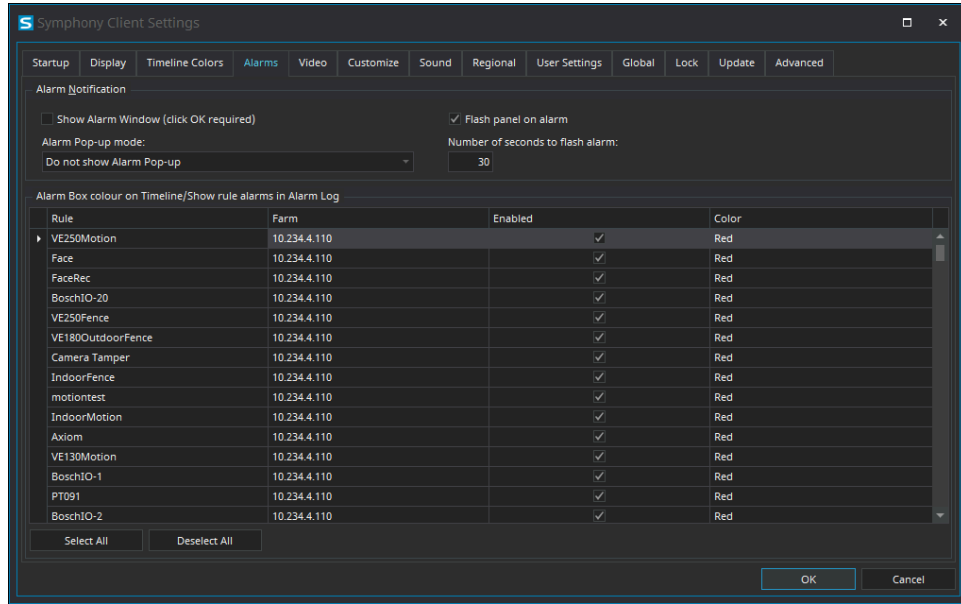 S Symphony Client Settings
Startup Display Timeline Colors Alarms Video Customize Sound Regional User Settings Global Lock Update Advanced
Alarm Notification
Show Alarm Window (click OK required) Flash panel on alarm
Alarm Pop-up mode: Number of seconds to flash alarm:
Do not show Alarm Pop-up 30
Alarm Box colour on Timeline/Show rule alarms in Alarm Log
Rule Farm Enabled Color
VE250Motion 10.234.4.110 Red
Face 10.234.4.110 Red
FaceRec 10.234.4.110 Red
BoschIO-20 10.234.4.110 Red
VE250Fence 10.234.4.110 Red
VE180OutdoorFence 10.234.4.110 Red
Camera Tamper 10.234.4.110 Red
IndoorFence 10.234.4.110 Red
motiontest 10.234.4.110 Red
IndoorMotion 10.234.4.110 Red
Axiom 10.234.4.110 Red
VE130Motion 10.234.4.110 Red
BoschIO-1 10.234.4.110 Red
PT091 10.234.4.110 Red
BoschIO-2 10.234.4.110 Red
Select All Deselect All
OK Cancel